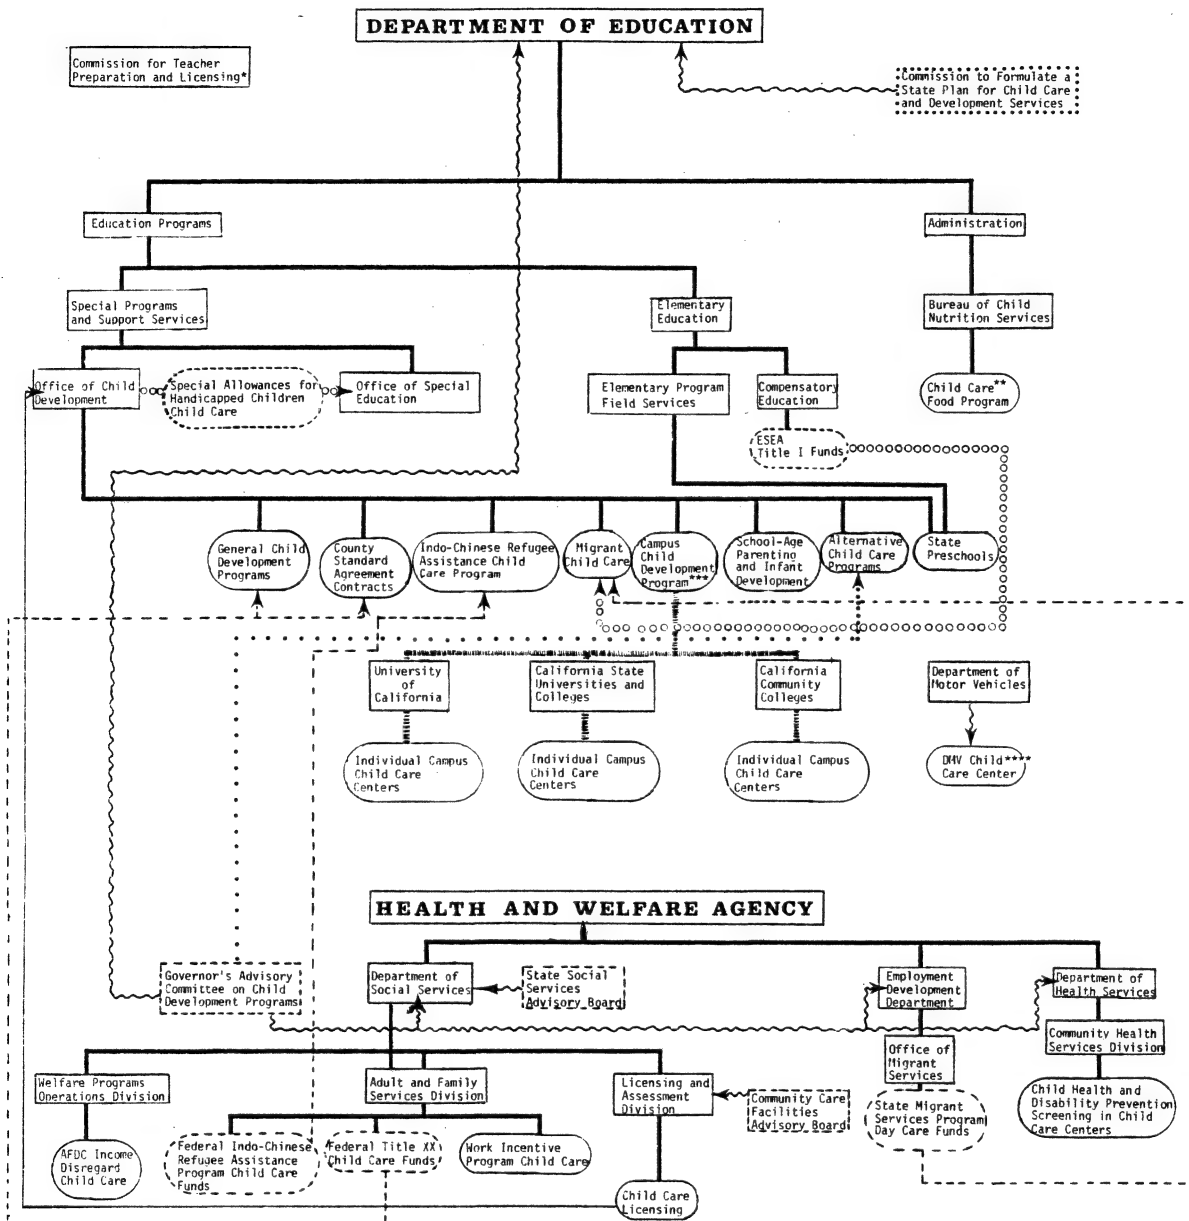 DEPARTMENT OF EDUCATION
Commission for Teacher
Preparation and Licensing*
Commission to Formulate a
State Plan for Child Care
and Development Services
Education Programs
Administration
Special Programs
and Support Services
Elementary
Education
Bureau of Child
Nutrition Services
Office of Child
Development
Special Allowances for
Handicapped Children
Child Care
Office of Special
Education
Elementary Program
Field Services
Compensatory
Education
Child Care**
Food Program
ESEA
Title I Funds
General Child
Development
Programs
County
Standard
Agreement
Contracts
Indo-Chinese Refugee
Assistance Child
Care Program
Migrant
Child Care
Campus
Child
Development
Program***
School-Age
Parenting
and Infant
Development
Alternative
Child Care
Programs
State
Preschools
University
of
California
California State
Universities and
Colleges
California
Community
Colleges
Department of
Motor Vehicles
Individual Campus
Child Care
Centers
Individual Campus
Child Care
Centers
Individual Campus
Child Care
Centers
DMV Child****
Care Center
HEALTH AND WELFARE AGENCY
Governor's Advisory
Committee on Child
Development Programs
Department of
Social Services
State Social
Services
Advisory Board
Employment
Development
Department
Department of
Health Services
Community Health
Services Division
Office of
Migrant
Services
Welfare Programs
Operations Division
Adult and Family
Services Division
Licensing and
Assessment
Division
Community Care
Facilities
Advisory Board
State Migrant
Services Program
Day Care Funds
Child Health and
Disability Prevention
Screening in Child
Care Centers
AFDC Income
Disregard
Child Care
Federal Indo-Chinese
Refugee Assistance
Program Child Care
Funds
Federal Title XX
Child Care Funds
Work Incentive
Program Child Care
Child Care
Licensing